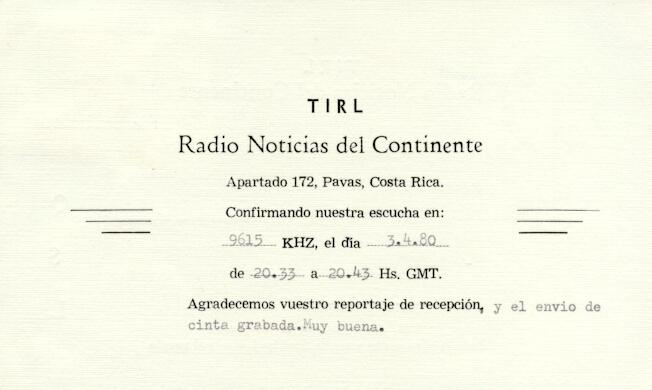 TIRL
Radio Noticias del Continente
Apartado 172, Pavas, Costa Rica.
Confirmando nuestra escucha en:
9615 KHZ, el día 3.4.80
de 20.33 a 20.43 Hs. GMT.
Agradecemos vuestro reportaje de recepción, y el envio de
cinta grabada.Muy buena.